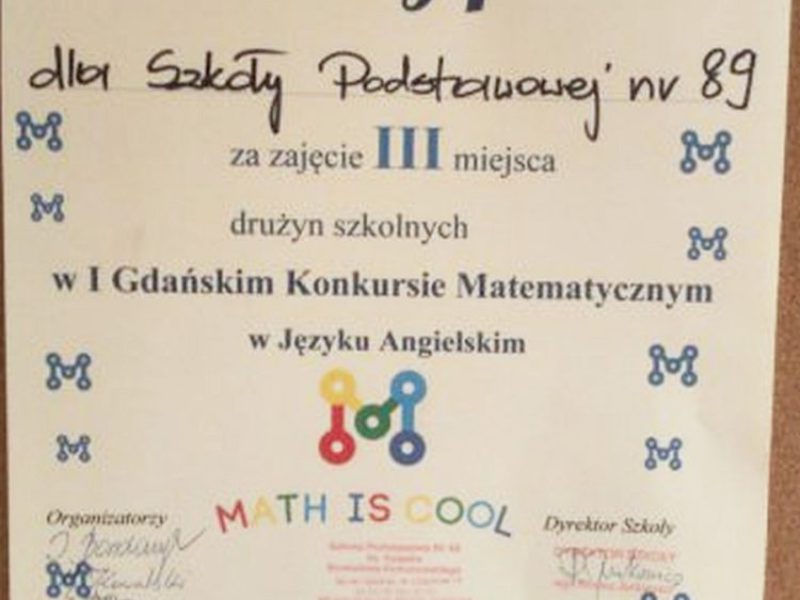 dla Szkoły Podstawowej nr 89
za zajęcie III miejsca
drużyn szkolnych
w I Gdańskim Konkursie Matematycznym
w Języku Angielskim
MATH IS COOL
Organizatorzy
Dyrektor Szkoły